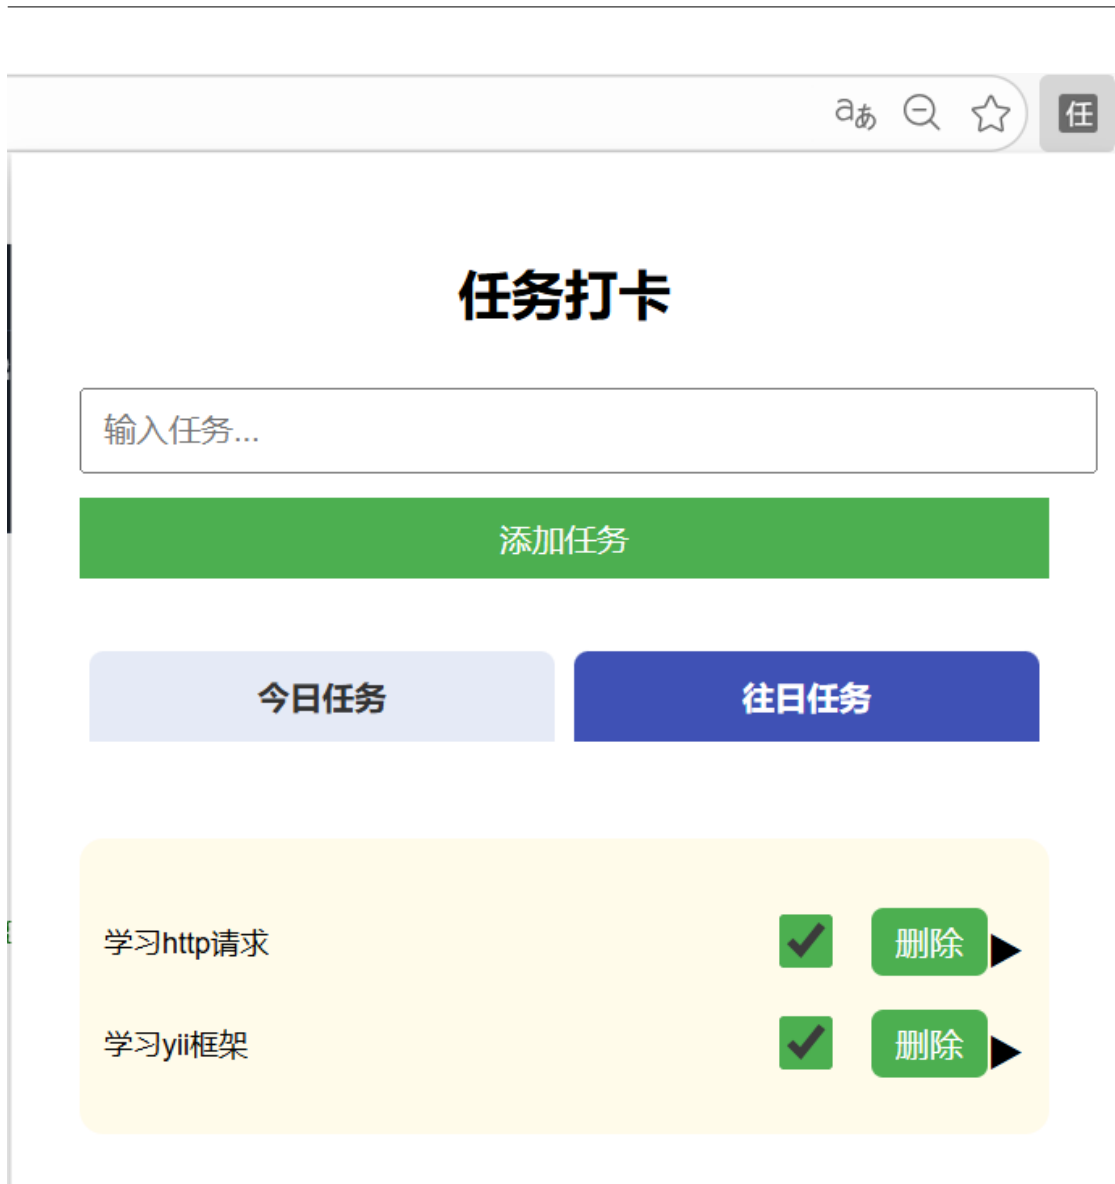 aあ
任
任务打卡
输入任务...
添加任务
今日任务 往日任务
学习http请求 删除
学习yii框架 删除